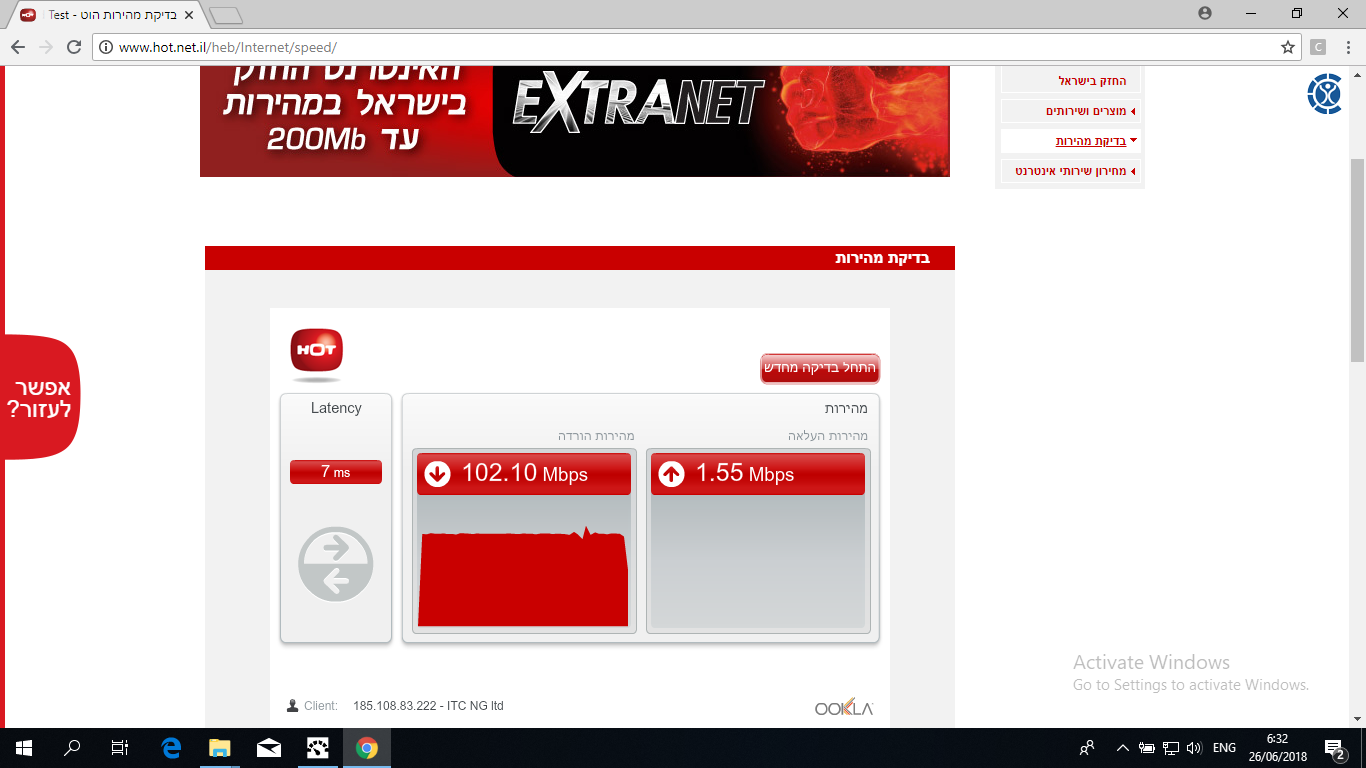 בדיקת מהירות הוט - Test
www.hot.net.il/heb/Internet/speed/
C
האינטרנט החזק
בישראל במהירות
עד 200Mb
EXTRANET
החזק בישראל
מוצרים ושירותים
בדיקת מהירות
מחירון שירותי אינטרנט
בדיקת מהירות
אפשר
לעזור?
HOT
התחל בדיקה מחדש
Latency
7 ms
מהירות
מהירות הורדה
מהירות העלאה
102.10 Mbps
1.55 Mbps
Client: 185.108.83.222 - ITC NG ltd
OOKLA
Activate Windows
Go to Settings to activate Windows.
ENG
6:32
26/06/2018
2